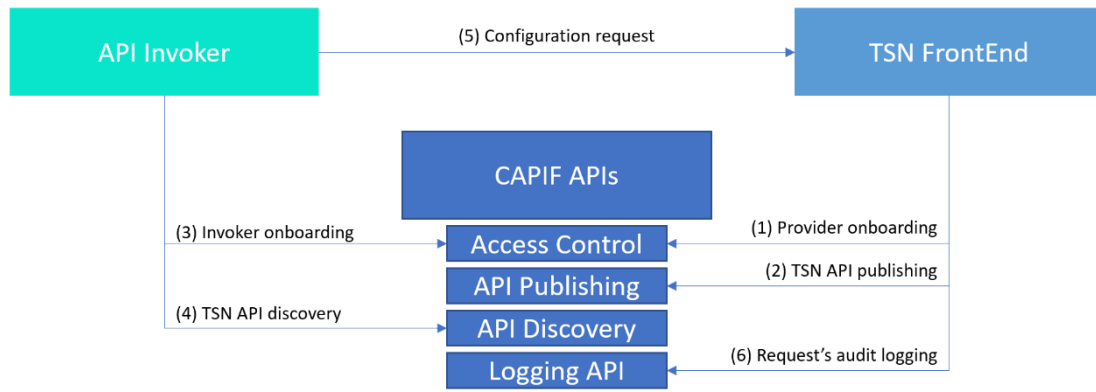 API Invoker
(5) Configuration request
TSN FrontEnd
CAPIF APIs
(3) Invoker onboarding
Access Control
(1) Provider onboarding
API Publishing
(2) TSN API publishing
(4) TSN API discovery
API Discovery
Logging API
(6) Request's audit logging